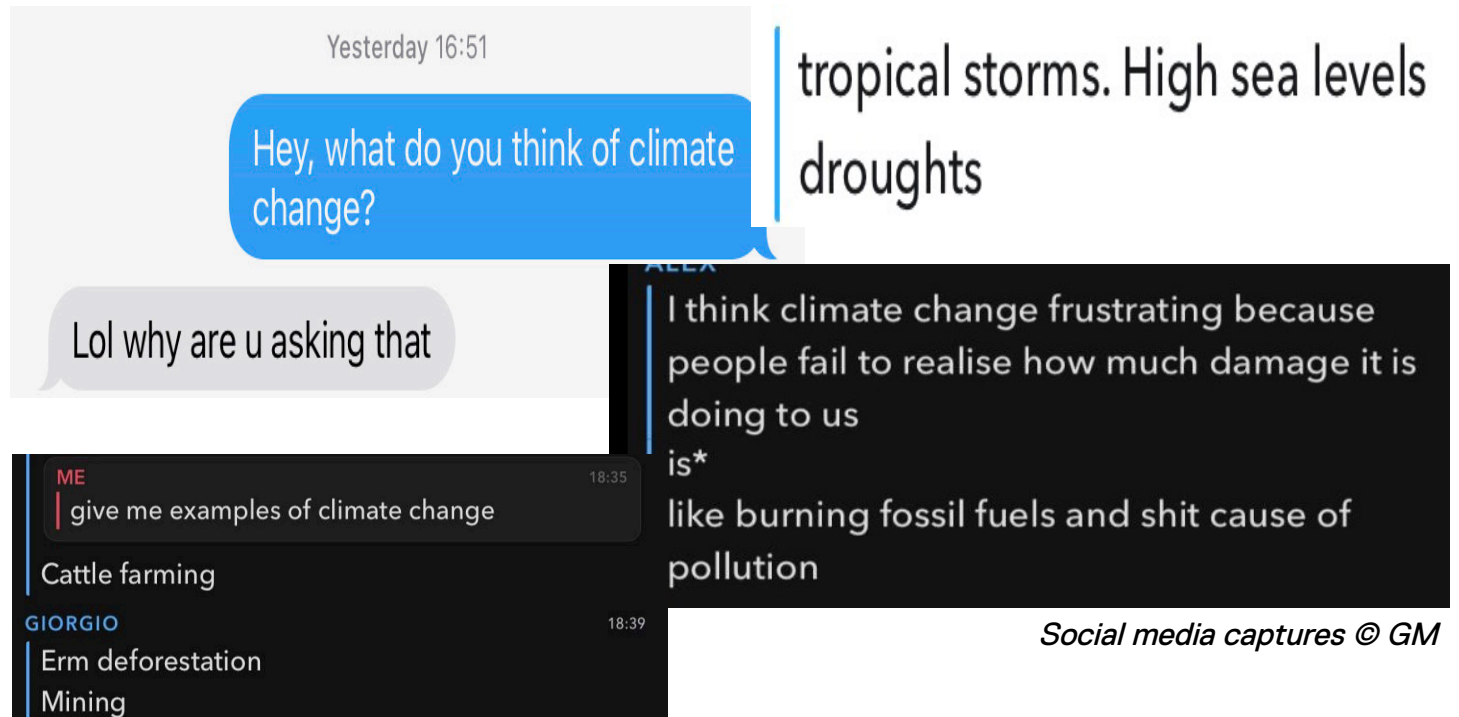 Yesterday 16:51
Hey, what do you think of climate
change?
Lol why are u asking that
tropical storms. High sea levels
droughts
ALEX
I think climate change frustrating because
people fail to realise how much damage it is
doing to us
is*
like burning fossil fuels and shit cause of
pollution
ME 18:35
give me examples of climate change
Cattle farming
GIORGIO 18:39
Erm deforestation
Mining
Social media captures © GM